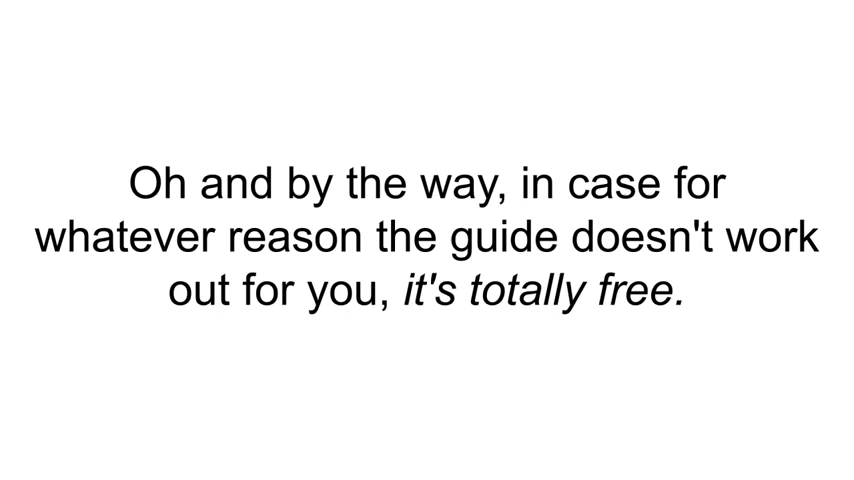 Oh and by the way, in case for
whatever reason the guide doesn't work
out for you, it's totally free.